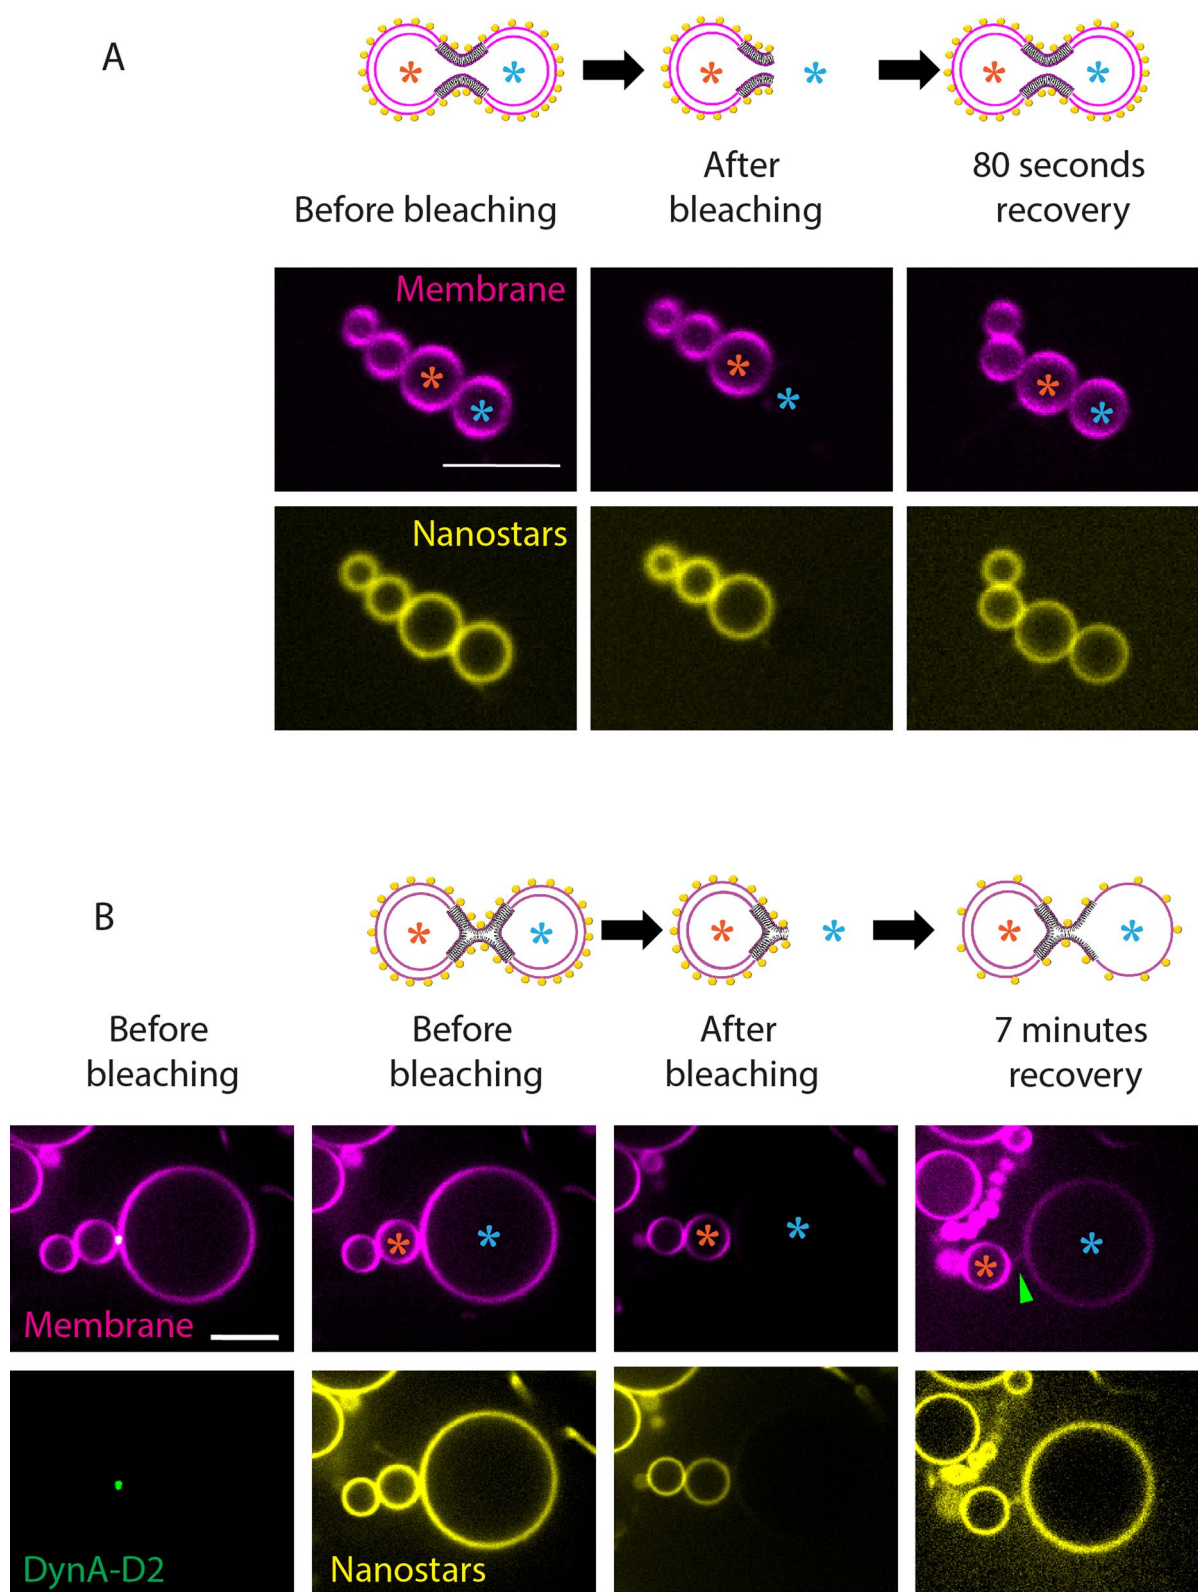 A
Before bleaching
After
bleaching
80 seconds
recovery
Membrane
Nanostars
B
Before
bleaching
Before
bleaching
After
bleaching
7 minutes
recovery
Membrane
DynA-D2
Nanostars